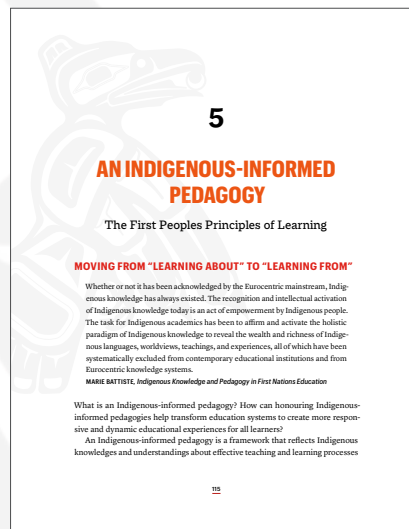 5
AN INDIGENOUS-INFORMED
PEDAGOGY
The First Peoples Principles of Learning
MOVING FROM “LEARNING ABOUT” TO “LEARNING FROM”
Whether or not it has been acknowledged by the Eurocentric mainstream, Indig-
enous knowledge has always existed. The recognition and intellectual activation
of Indigenous knowledge today is an act of empowerment by Indigenous people.
The task for Indigenous academics has been to affirm and activate the holistic
paradigm of Indigenous knowledge to reveal the wealth and richness of Indige-
nous languages, worldviews, teachings, and experiences, all of which have been
systematically excluded from contemporary educational institutions and from
Eurocentric knowledge systems.
MARIE BATTISTE, Indigenous Knowledge and Pedagogy in First Nations Education
What is an Indigenous-informed pedagogy? How can honouring Indigenous-
informed pedagogies help transform education systems to create more respon-
sive and dynamic educational experiences for all learners?
An Indigenous-informed pedagogy is a framework that reflects Indigenous
knowledges and understandings about effective teaching and learning processes
115